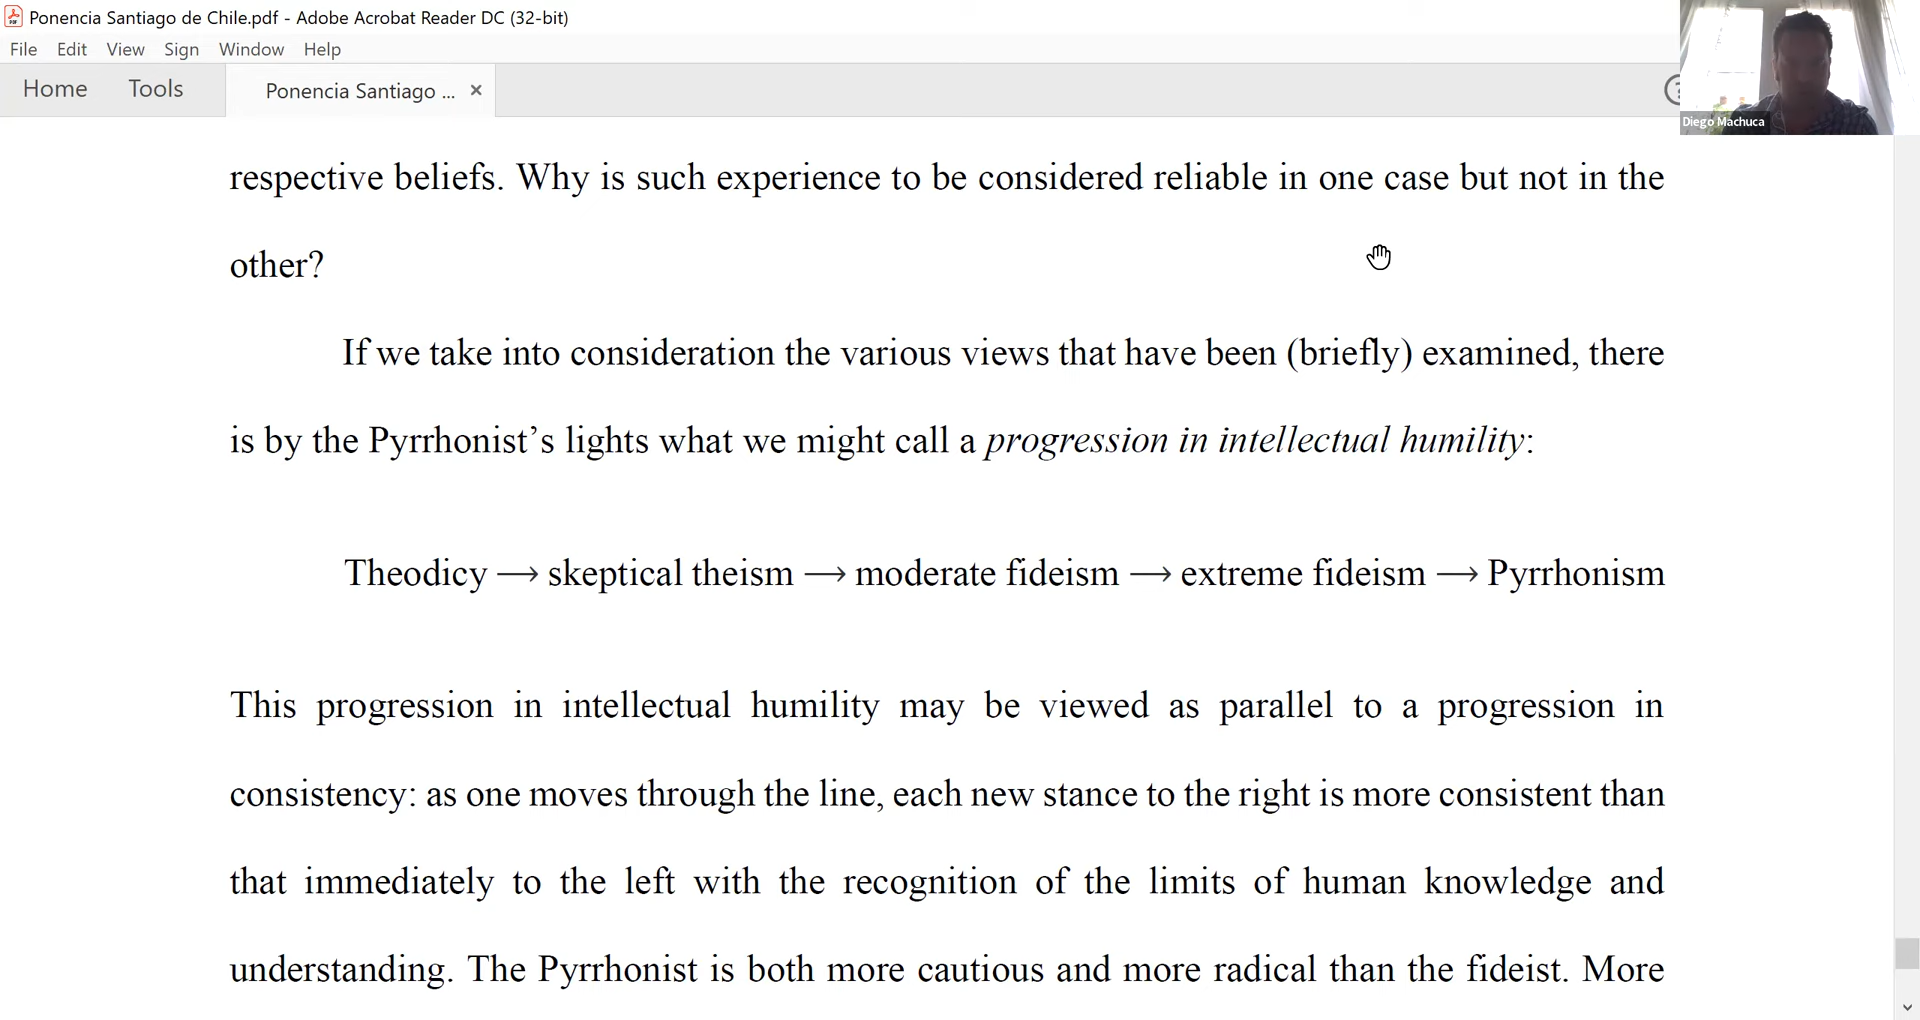 Ponencia Santiago de Chile.pdf - Adobe Acrobat Reader DC (32-bit)
File Edit View Sign Window Help
Home Tools Ponencia Santiago ... ×
Diego Machuca
respective beliefs. Why is such experience to be considered reliable in one case but not in the
other?
If we take into consideration the various views that have been (briefly) examined, there
is by the Pyrrhonist’s lights what we might call a progression in intellectual humility:
Theodicy ⟶ skeptical theism ⟶ moderate fideism ⟶ extreme fideism ⟶ Pyrrhonism
This progression in intellectual humility may be viewed as parallel to a progression in
consistency: as one moves through the line, each new stance to the right is more consistent than
that immediately to the left with the recognition of the limits of human knowledge and
understanding. The Pyrrhonist is both more cautious and more radical than the fideist. More